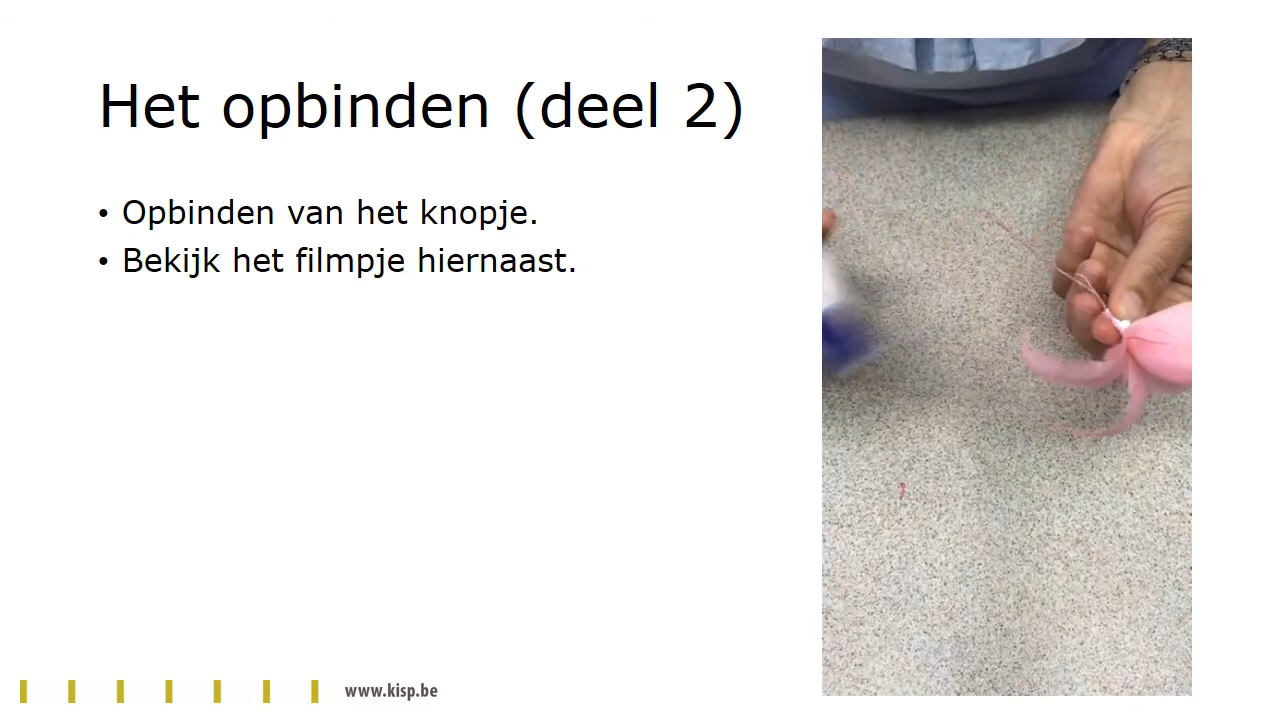 Het opbinden (deel 2)
• Opbinden van het knopje.
• Bekijk het filmpje hiernaast.
www.kisp.be